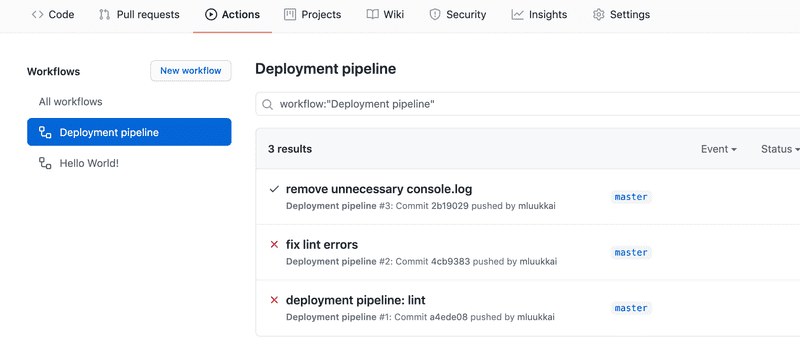 Code Pull requests Actions Projects Wiki Security Insights Settings
Workflows New workflow
All workflows
Deployment pipeline
Hello World!
Deployment pipeline
workflow:"Deployment pipeline"
3 results Event Status
remove unnecessary console.log
Deployment pipeline #3: Commit 2b19029 pushed by mluukkai
master
fix lint errors
Deployment pipeline #2: Commit 4cb9383 pushed by mluukkai
master
deployment pipeline: lint
Deployment pipeline #1: Commit a4ede08 pushed by mluukkai
master